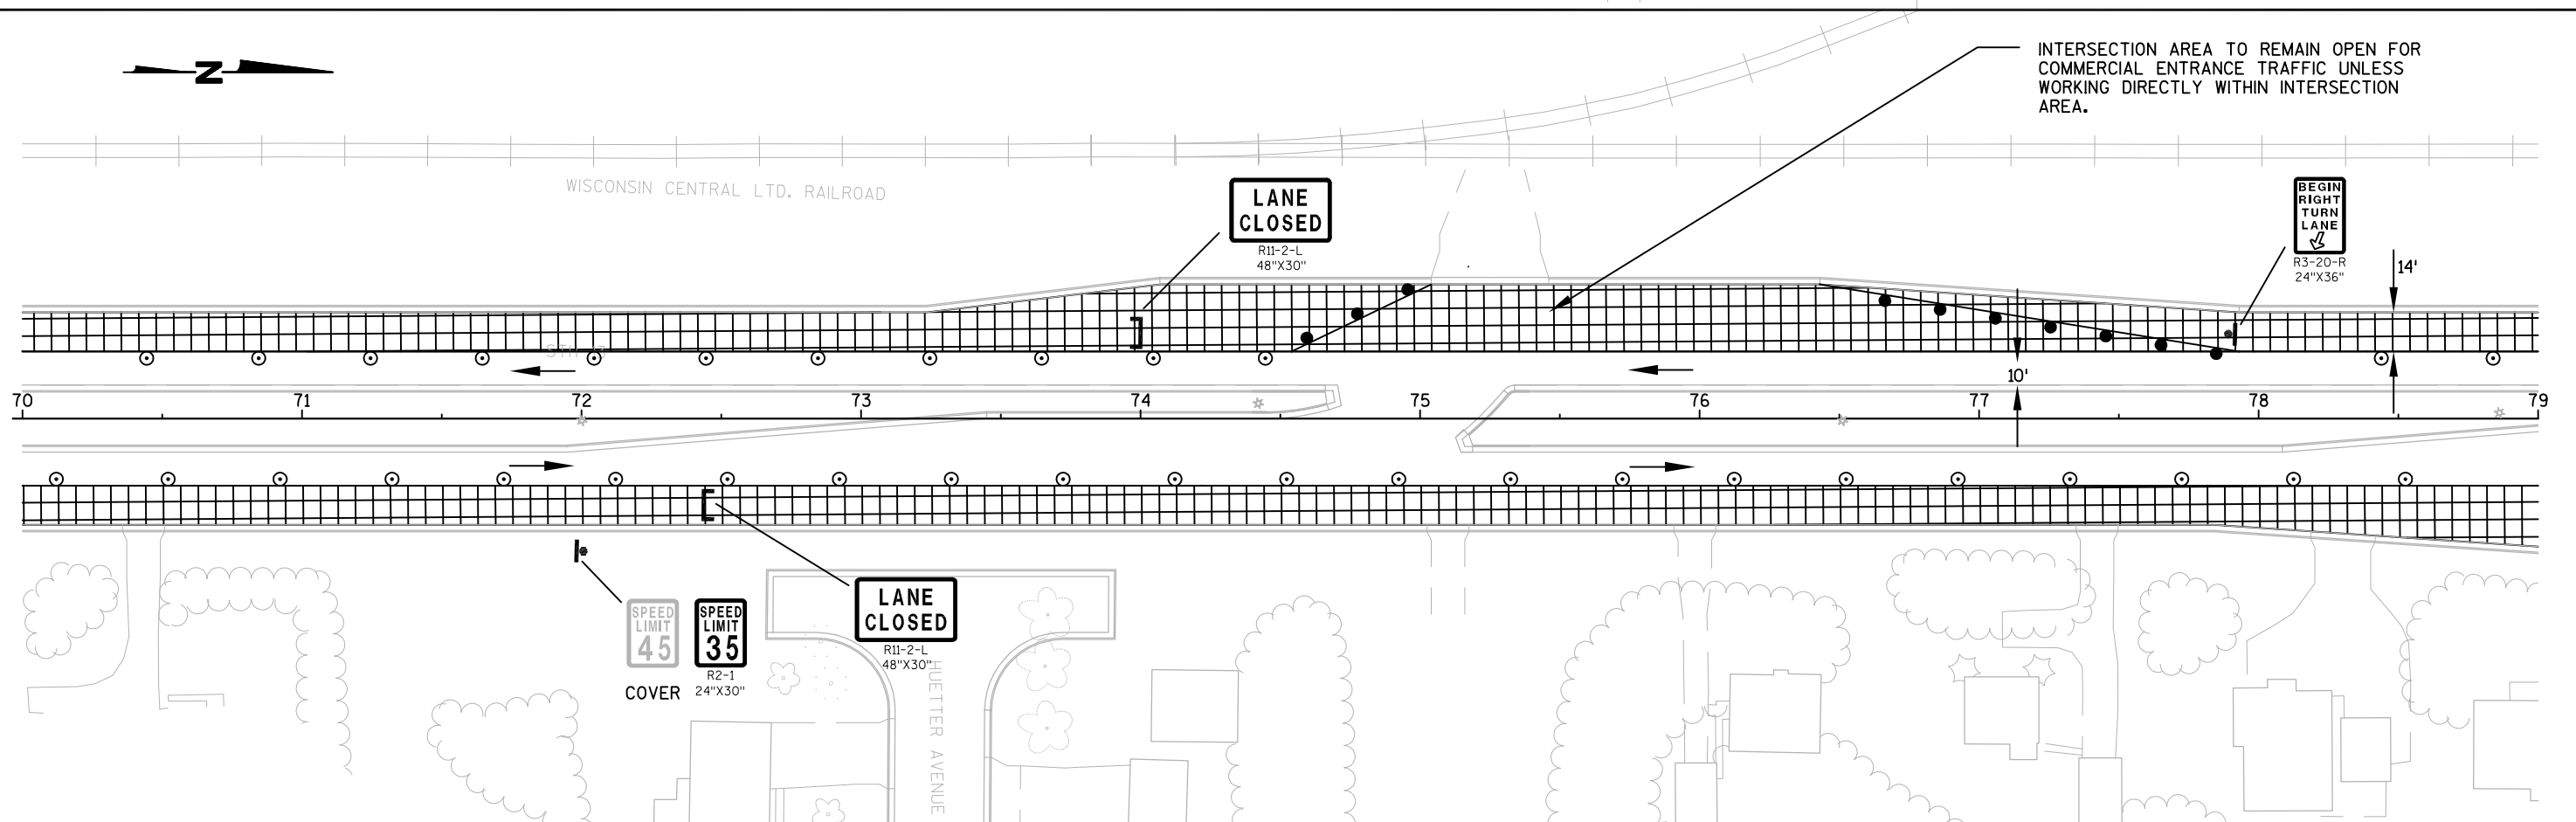 N
INTERSECTION AREA TO REMAIN OPEN FOR
COMMERCIAL ENTRANCE TRAFFIC UNLESS
WORKING DIRECTLY WITHIN INTERSECTION
AREA.
WISCONSIN CENTRAL LTD. RAILROAD
LANE
CLOSED
R11-2-L
48"X30"
BEGIN
RIGHT
TURN
LANE
R3-20-R
24"X36"
14'
10'
70
71
72
73
74
75
76
77
78
79
SPEED
LIMIT
45
COVER
SPEED
LIMIT
35
R2-1
24"X30"
LANE
CLOSED
R11-2-L
48"X30"
HUETTER AVENUE